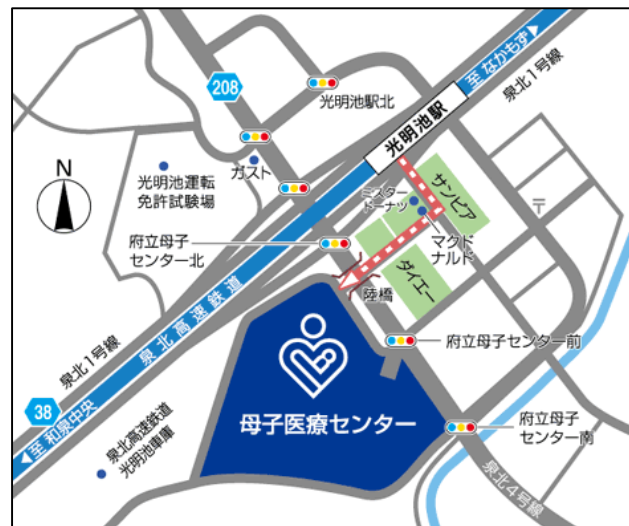 至 なかもず
泉北1号線
208
光明池駅北
光明池駅
N
光明池運転
免許試験場
ガスト
サンピア
ミスター
ドーナツ
マクド
ナルド
〒
府立母子
センター北
陸橋
ダイエー
泉北高速鉄道
府立母子センター前
泉北1号線
母子医療センター
38
至 和泉中央
泉北高速鉄道
光明池車庫
府立母子
センター南
泉北4号線